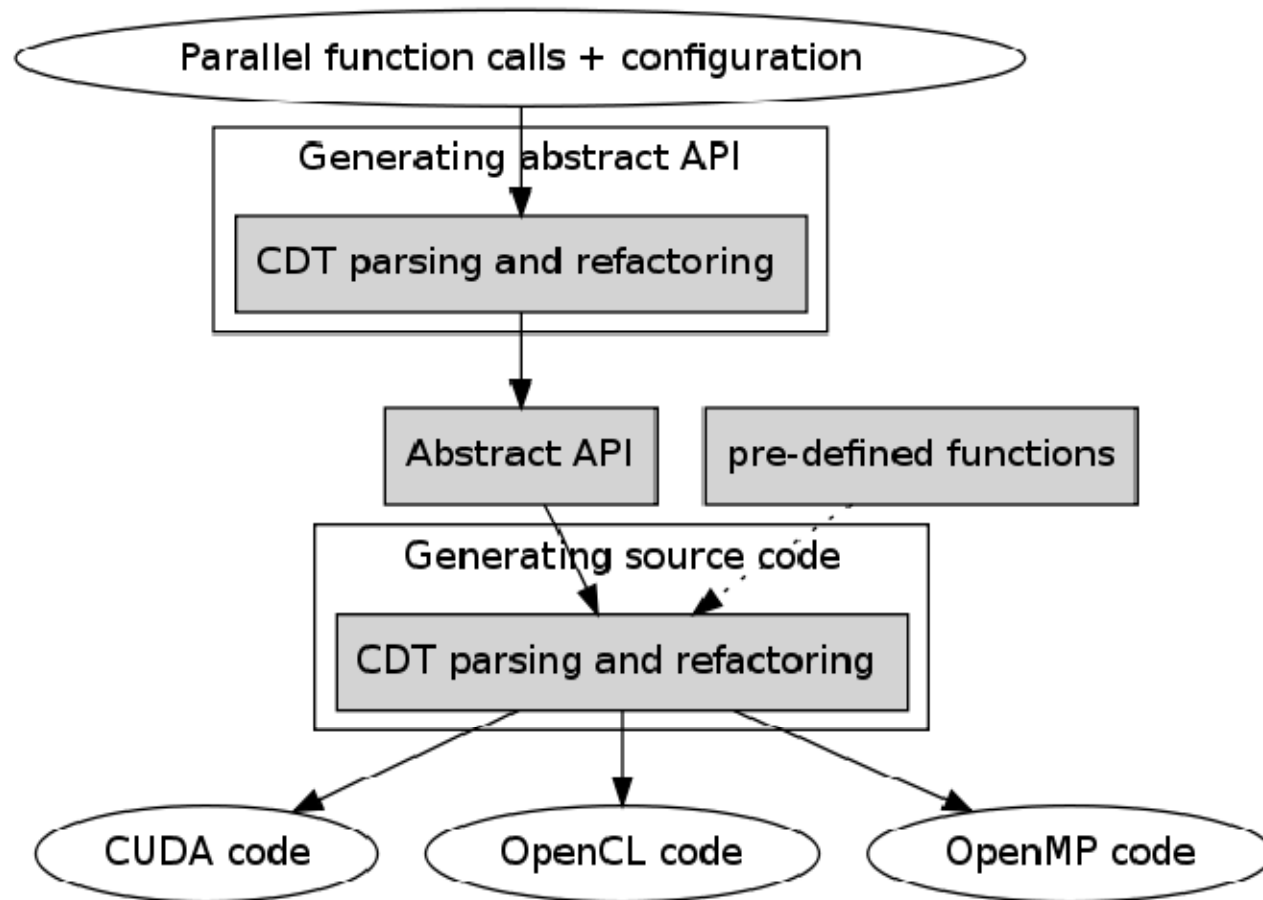 Parallel function calls + configuration
Generating abstract API
CDT parsing and refactoring
Abstract API
pre-defined functions
Generating source code
CDT parsing and refactoring
CUDA code
OpenCL code
OpenMP code